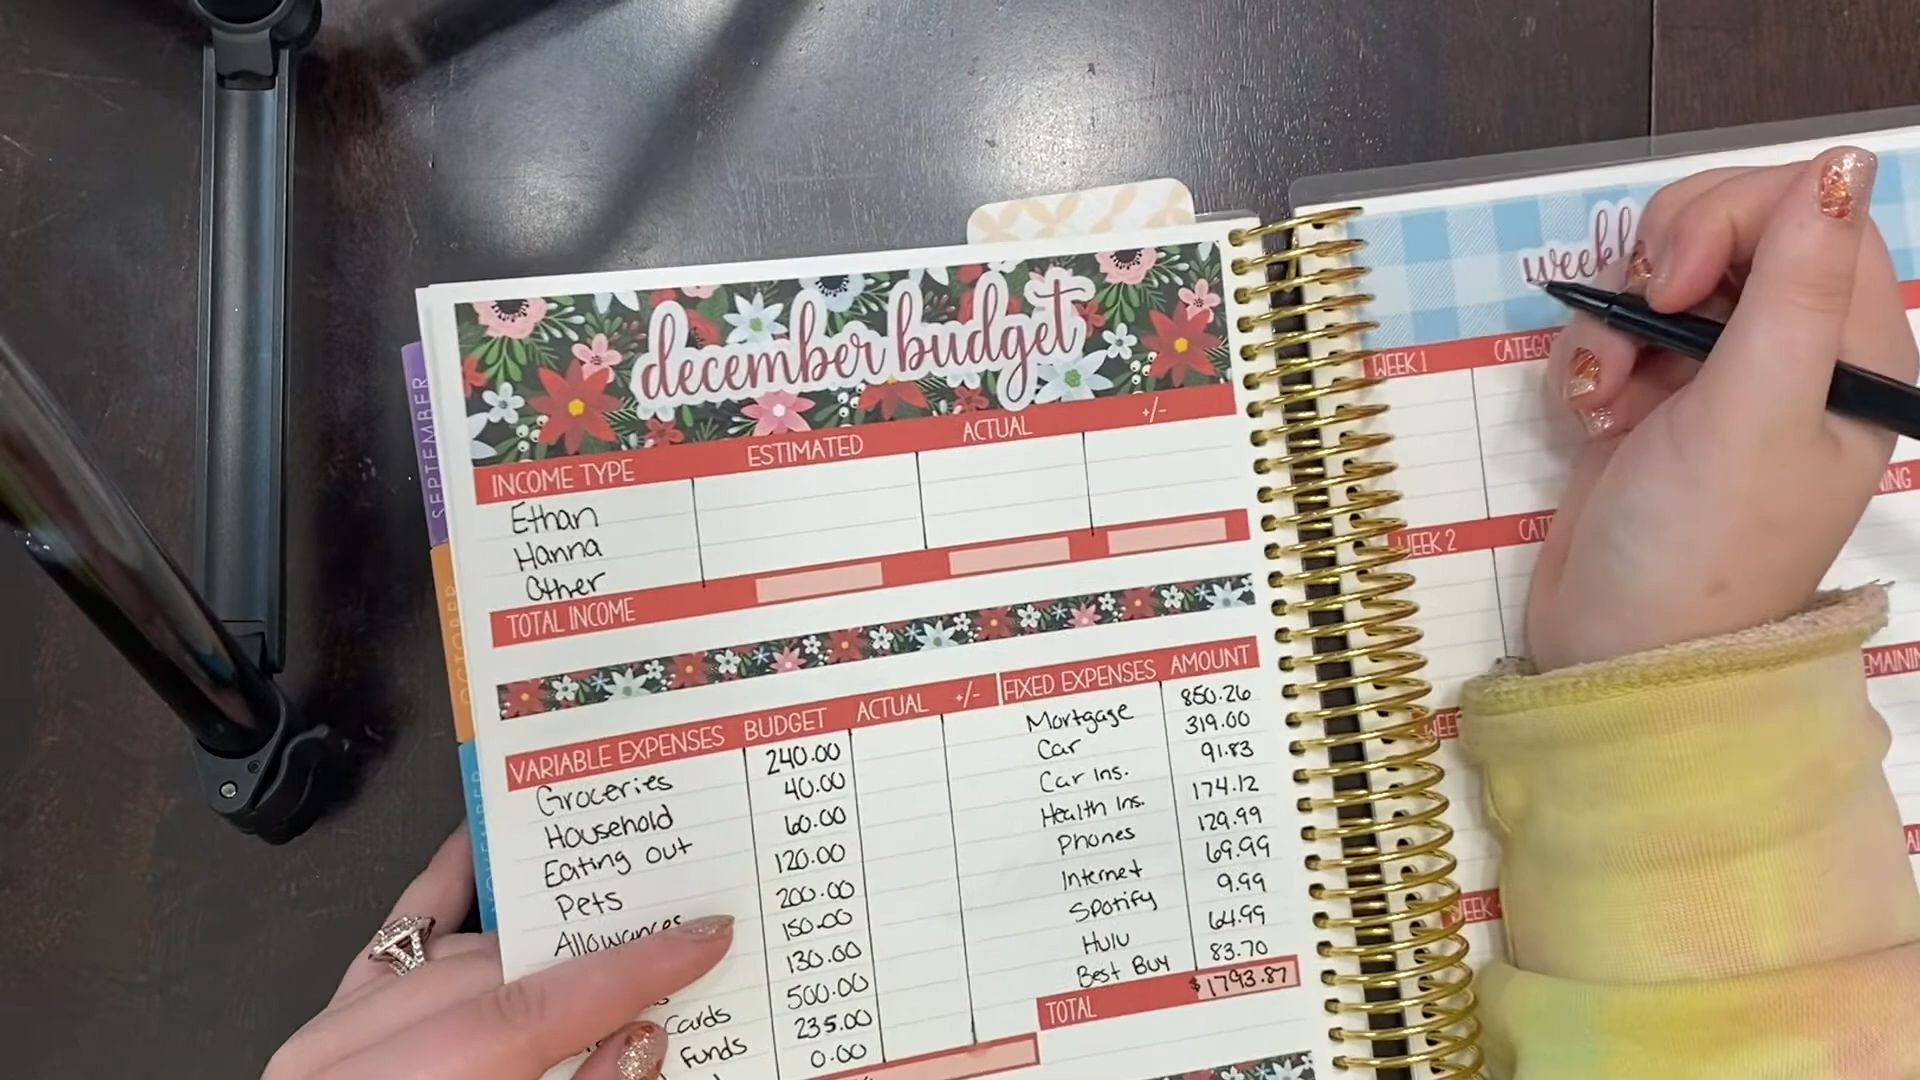 december budget
INCOME TYPE ESTIMATED ACTUAL +/-
Ethan
Hanna
Other
TOTAL INCOME
VARIABLE EXPENSES BUDGET ACTUAL +/-
Groceries 240.00
Household 40.00
Eating out 60.00
Pets 120.00
Allowances 200.00
150.00
130.00
Cards 500.00
Funds 235.00
0.00
FIXED EXPENSES AMOUNT
Mortgage 850.26
Car 319.00
Car Ins. 91.83
Health Ins. 174.12
Phones 129.99
Internet 69.99
Spotify 9.99
Hulu 64.99
Best Buy 83.70
TOTAL $1793.87
SEPTEMBER
OCTOBER
NOVEMBER
WEEK 1
WEEK 2